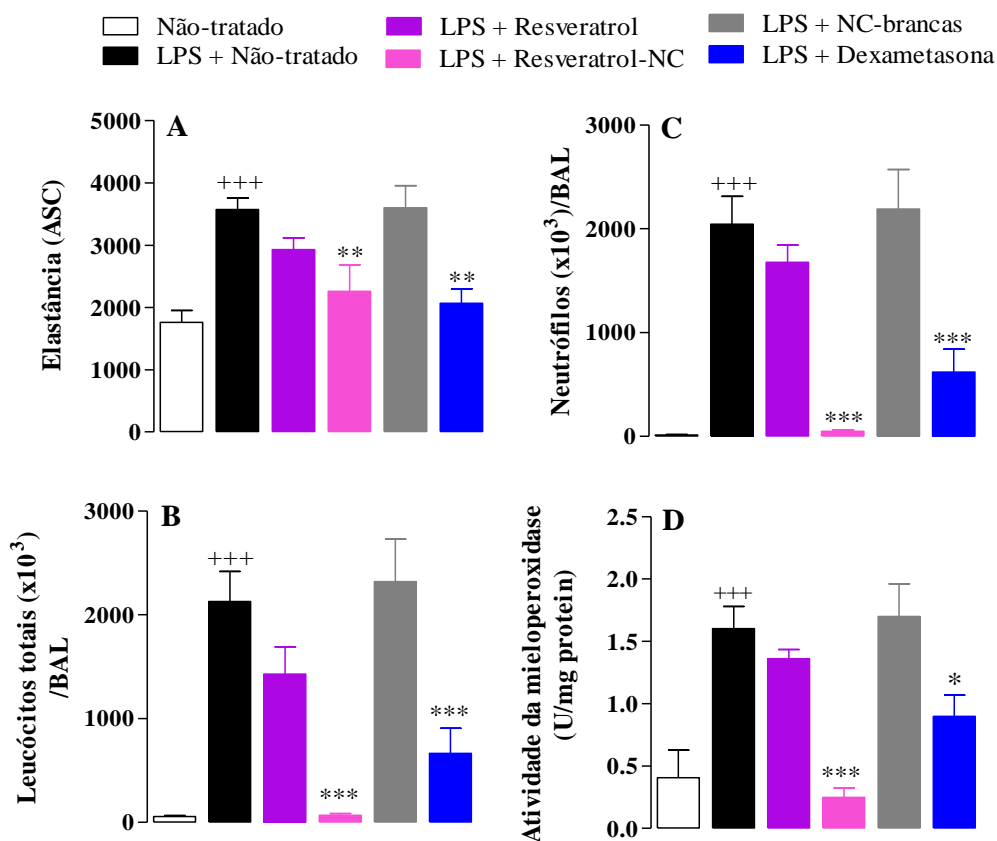 Não-tratado
LPS + Não-tratado
LPS + Resveratrol
LPS + Resveratrol-NC
LPS + NC-brancas
LPS + Dexametasona
A
Elastância (ASC)
5000
4000
3000
2000
1000
0
+++
**
**
C
Neutrófilos (x10³)/BAL
3000
2000
1000
0
+++
***
***
B
Leucócitos totais (x10³)
/BAL
3000
2000
1000
0
+++
***
***
D
Atividade da mieloperoxidase
(U/mg protein)
2.5
2.0
1.5
1.0
0.5
0.0
+++
***
*